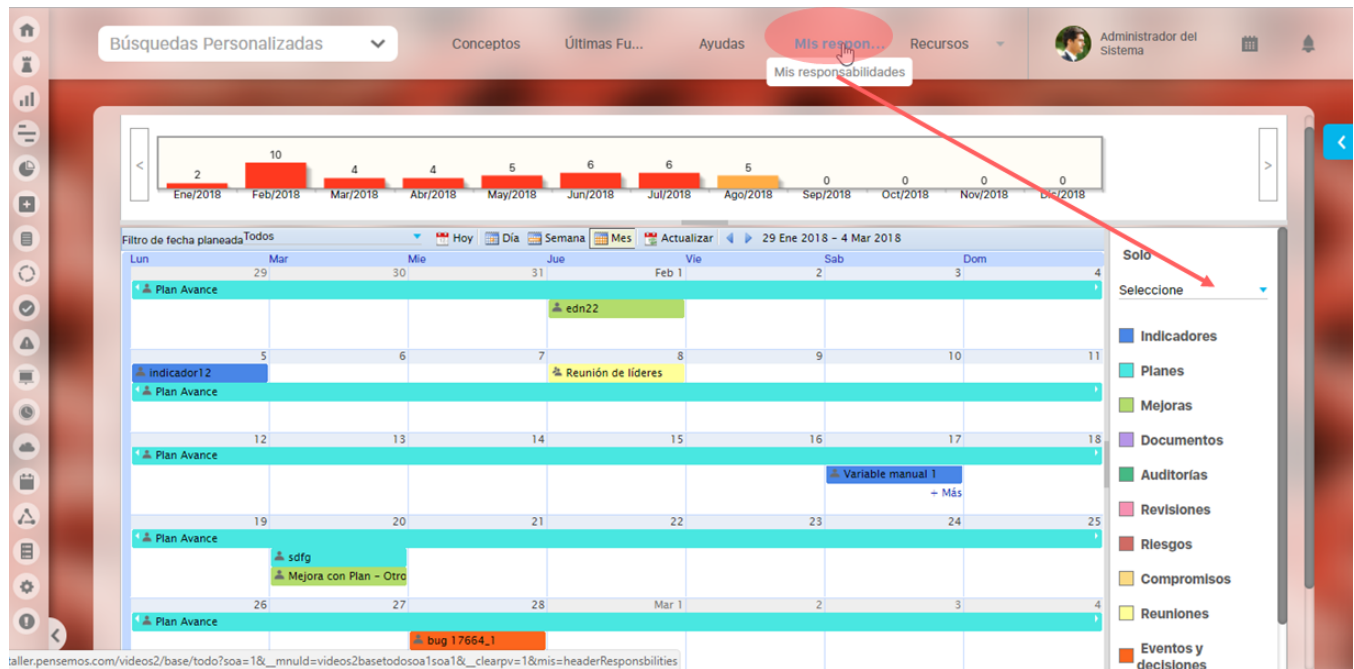 Búsquedas Personalizadas
Conceptos
Últimas Fu...
Ayudas
Mis respon...
Recursos
Administrador del
Sistema
Mis responsabilidades
<
2
10
4
4
5
6
6
5
0
0
0
0
>
Ene/2018
Feb/2018
Mar/2018
Abr/2018
May/2018
Jun/2018
Jul/2018
Ago/2018
Sep/2018
Oct/2018
Nov/2018
Dic/2018
Filtro de fecha planeada Todos
Hoy
Día
Semana
Mes
Actualizar
29 Ene 2018 - 4 Mar 2018
Lun Mar Mie Jue Vie Sab Dom
29 30 31 Feb 1 2 3 4
Plan Avance
edn22
5 6 7 8 9 10 11
indicador12
Reunión de líderes
Plan Avance
12 13 14 15 16 17 18
Plan Avance
Variable manual 1
+ Más
19 20 21 22 23 24 25
Plan Avance
sdfg
Mejora con Plan - Otro
26 27 28 Mar 1 2 3 4
Plan Avance
bug 17664_1
Solo
Seleccione
Indicadores
Planes
Mejoras
Documentos
Auditorías
Revisiones
Riesgos
Compromisos
Reuniones
Eventos y
decisiones
taller.pensemos.com/videos2/base/todo?soa=1&__mnuId=videos2basetodosoa1soa1&__clearpv=1&mis=headerResponsbilities